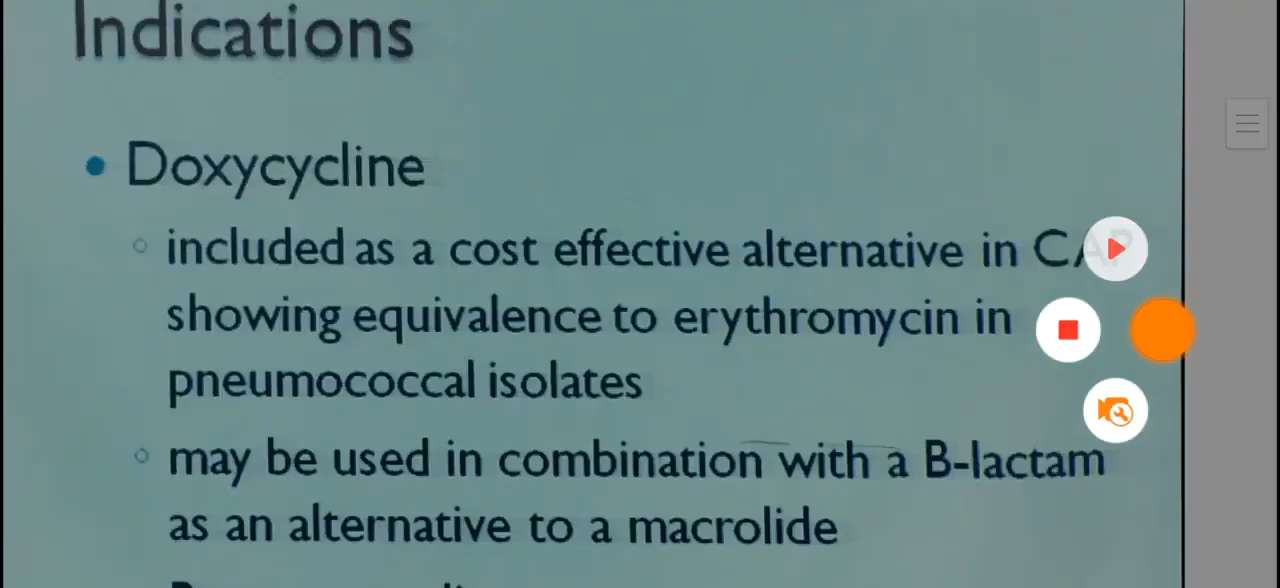 Indications
Doxycycline
included as a cost effective alternative in CAP
showing equivalence to erythromycin in
pneumococcal isolates
may be used in combination with a B-lactam
as an alternative to a macrolide